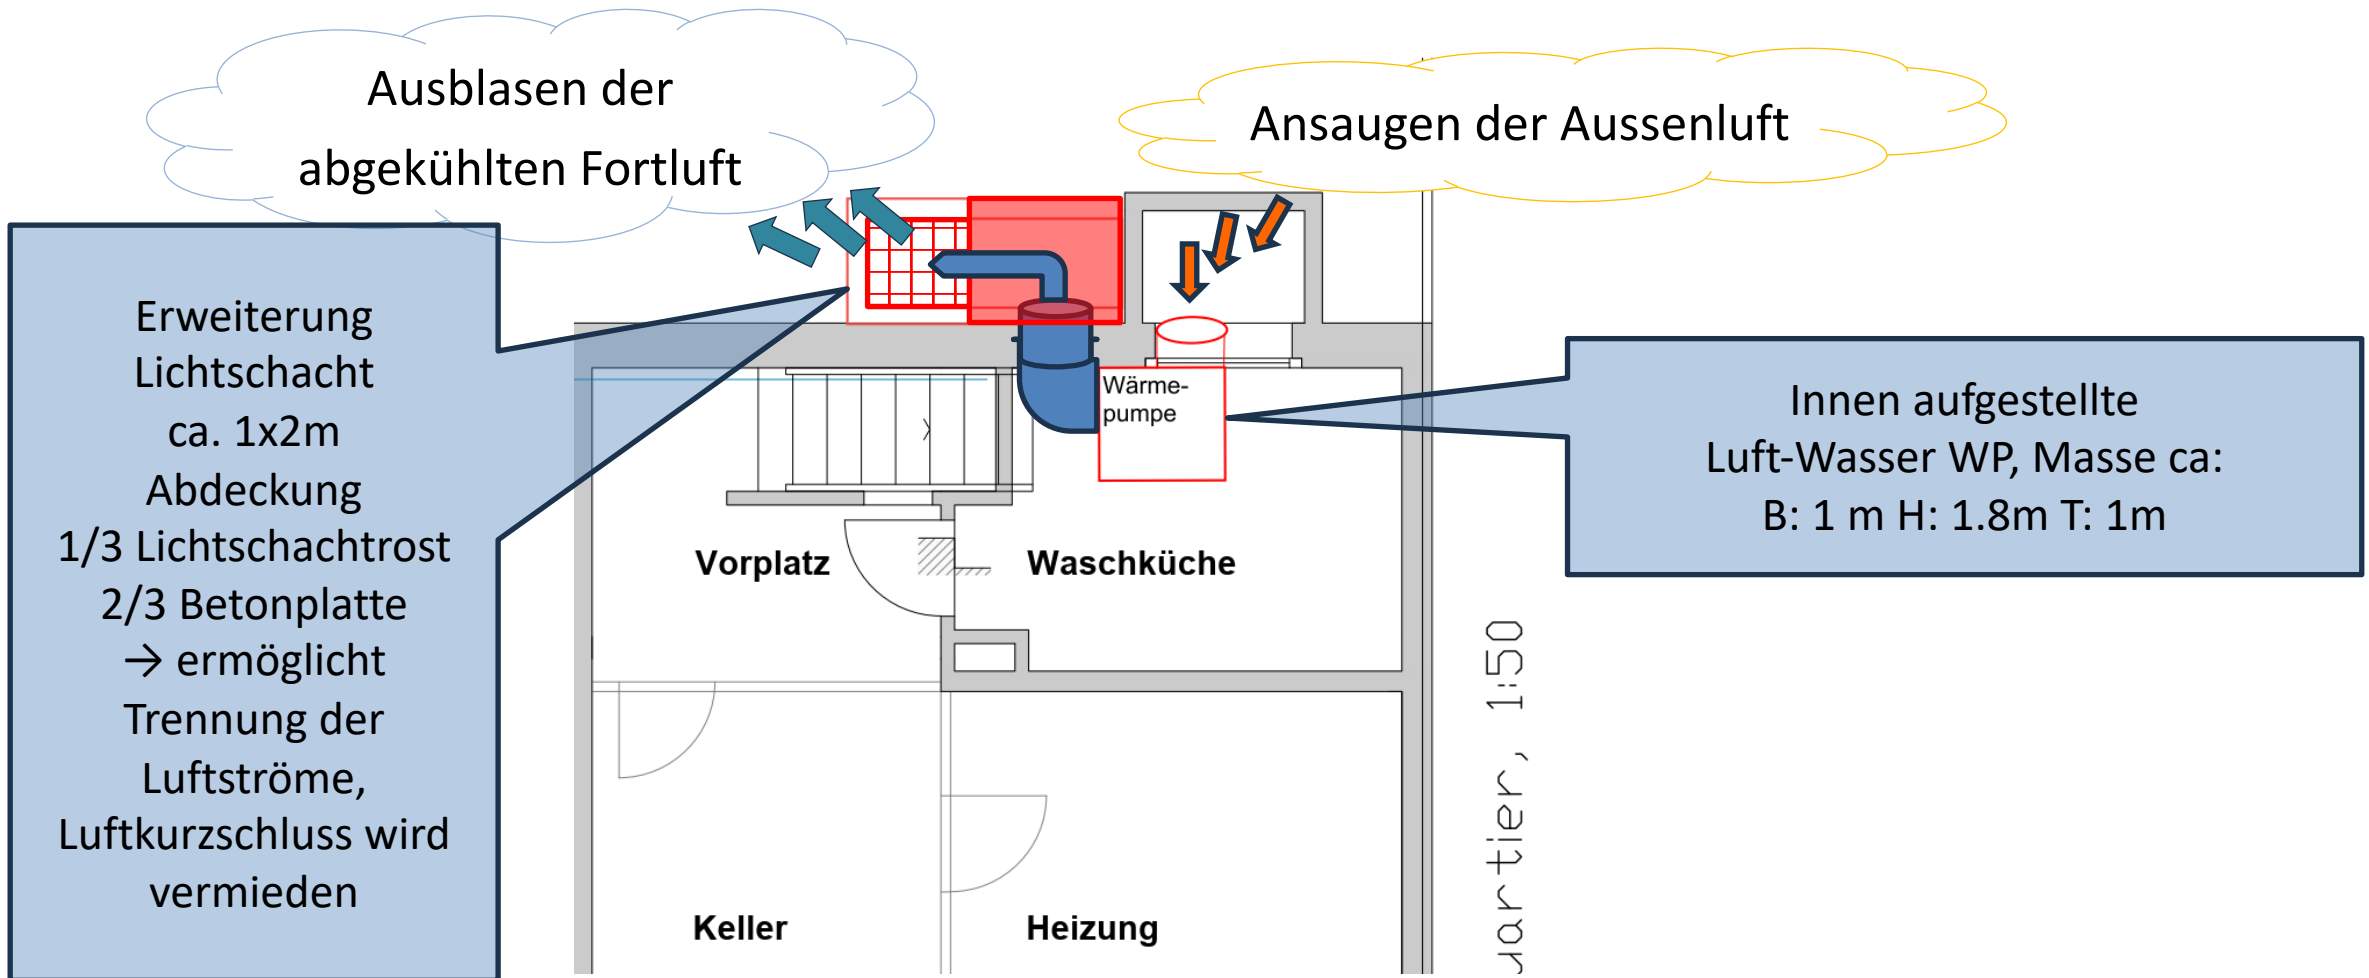 Ausblasen der
abgekühlten Fortluft
Ansaugen der Aussenluft
Erweiterung
Lichtschacht
ca. 1x2m
Abdeckung
1/3 Lichtschachtrost
2/3 Betonplatte
→ ermöglicht
Trennung der
Luftströme,
Luftkurzschluss wird
vermieden
Wärme-
pumpe
Innen aufgestellte
Luft-Wasser WP, Masse ca:
B: 1 m H: 1.8m T: 1m
Vorplatz
Waschküche
Keller
Heizung
uartier, 1:50